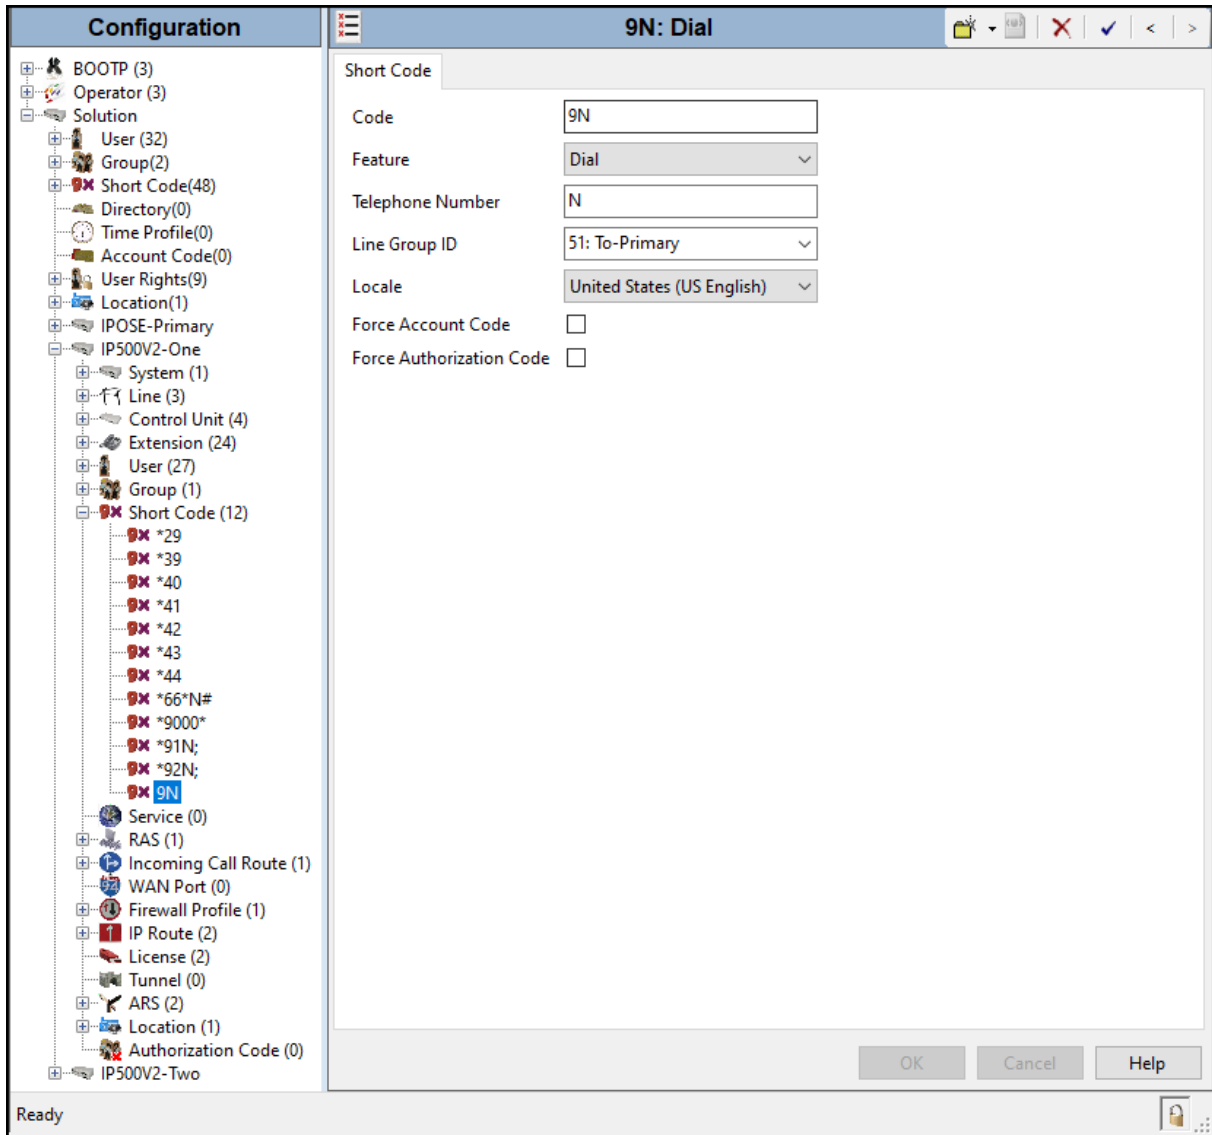 Configuration
BOOTP (3)
Operator (3)
Solution
User (32)
Group(2)
Short Code(48)
Directory(0)
Time Profile(0)
Account Code(0)
User Rights(9)
Location(1)
IPOSE-Primary
IP500V2-One
System (1)
Line (3)
Control Unit (4)
Extension (24)
User (27)
Group (1)
Short Code (12)
*29
*39
*40
*41
*42
*43
*44
*66*N#
*9000*
*91N;
*92N;
9N
Service (0)
RAS (1)
Incoming Call Route (1)
WAN Port (0)
Firewall Profile (1)
IP Route (2)
License (2)
Tunnel (0)
ARS (2)
Location (1)
Authorization Code (0)
IP500V2-Two
9N: Dial
< >
Short Code
Code 9N
Feature Dial
Telephone Number N
Line Group ID 51: To-Primary
Locale United States (US English)
Force Account Code
Force Authorization Code
OK Cancel Help
Ready